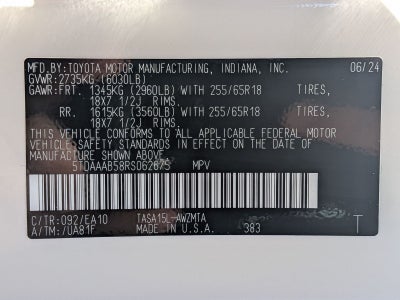 MFD.BY:TOYOTA MOTOR MANUFACTURING, INDIANA, INC. 06/24
GVWR:2735KG (6030LB)
GAWR:FRT. 1345KG (2960LB) WITH 255/65R18 TIRES,
18X7 1/2J RIMS.
RR. 1615KG (3560LB) WITH 255/65R18 TIRES,
18X7 1/2J RIMS.
THIS VEHICLE CONFORMS TO ALL APPLICABLE FEDERAL MOTOR
VEHICLE SAFETY STANDARDS IN EFFECT ON THE DATE OF
MANUFACTURE SHOWN ABOVE.
5TDAAAB58RS062675 MPV
C/TR:092/EA10 TASA15L-AWZMTA
A/TM:/UA81F MADE IN U.S.A. 383 T